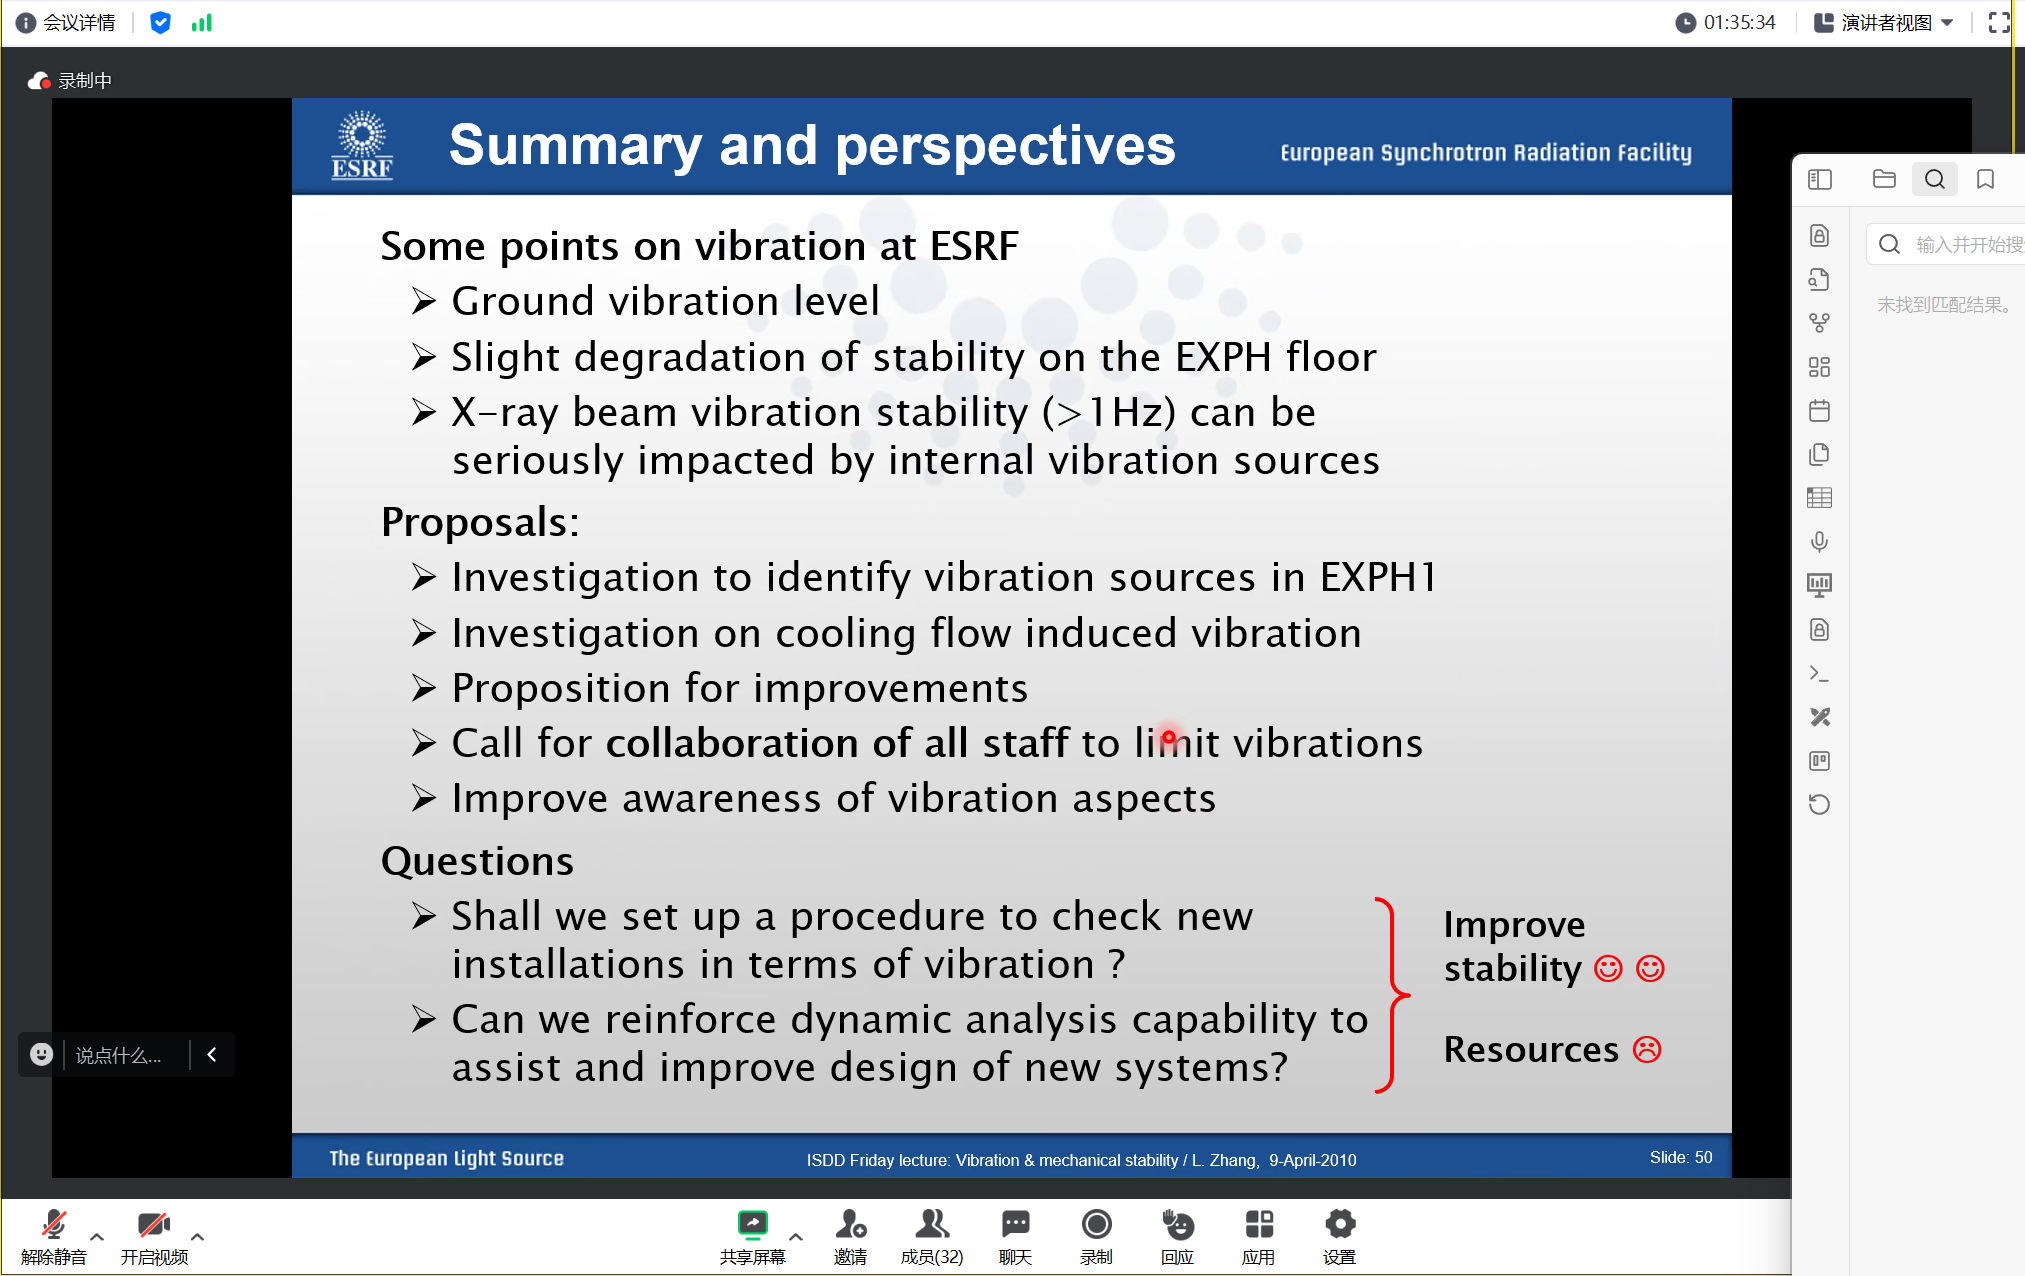 会议详情
01:35:34
演讲者视图
录制中
ESRF
Summary and perspectives
European Synchrotron Radiation Facility
Some points on vibration at ESRF
Ground vibration level
Slight degradation of stability on the EXPH floor
X-ray beam vibration stability (>1Hz) can be
seriously impacted by internal vibration sources
Proposals:
Investigation to identify vibration sources in EXPH1
Investigation on cooling flow induced vibration
Proposition for improvements
Call for collaboration of all staff to limit vibrations
Improve awareness of vibration aspects
Questions
Shall we set up a procedure to check new
installations in terms of vibration ?
Can we reinforce dynamic analysis capability to
assist and improve design of new systems?
Improve
stability
Resources
The European Light Source
ISDD Friday lecture: Vibration & mechanical stability / L. Zhang, 9-April-2010
Slide: 50
说点什么...
输入并开始搜
未找到匹配结果。
解除静音
开启视频
共享屏幕
邀请
成员(32)
聊天
录制
回应
应用
设置